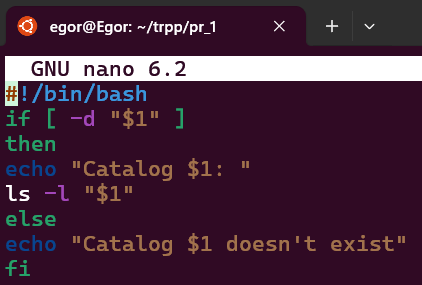 egor@Egor: ~/trpp/pr_1
GNU nano 6.2
#!/bin/bash
if [ -d "$1" ]
then
echo "Catalog $1: "
ls -l "$1"
else
echo "Catalog $1 doesn't exist"
fi